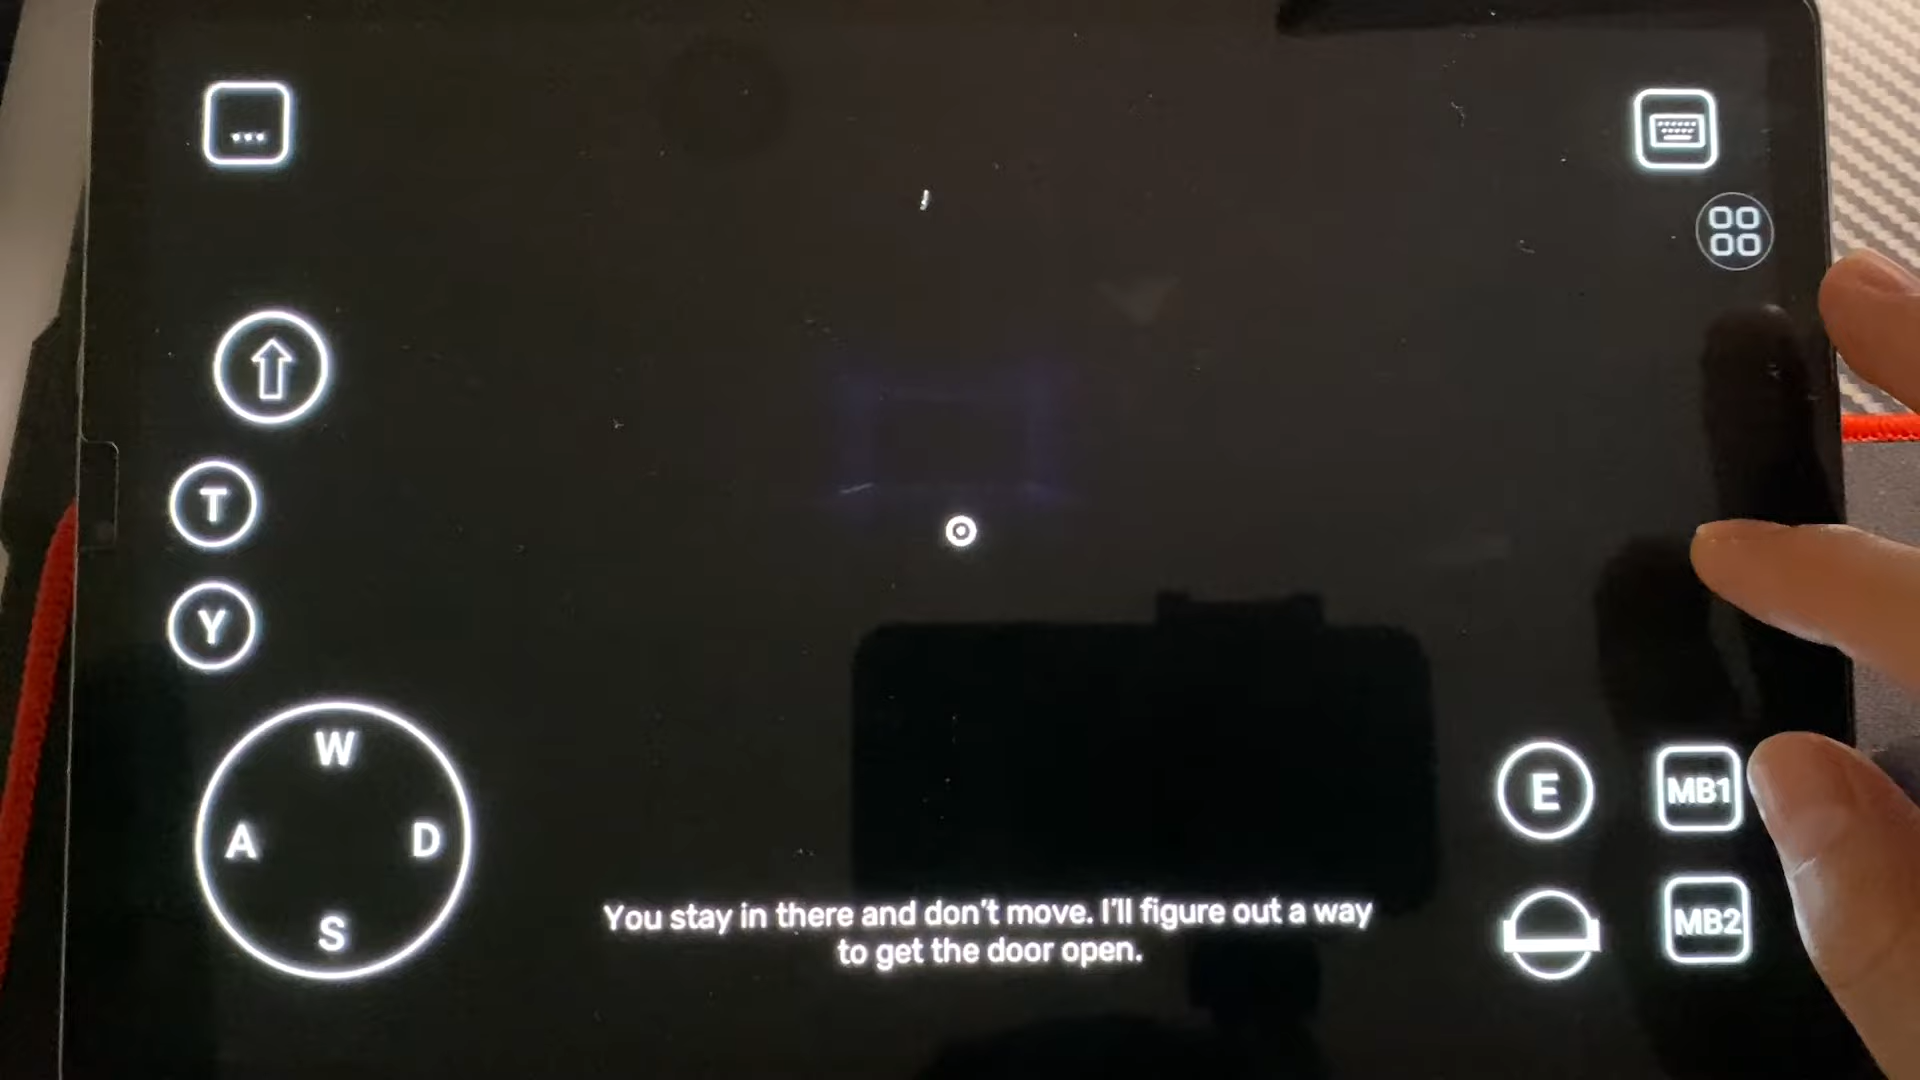 ...
T
Y
W
A
D
S
E
MB1
MB2
You stay in there and don't move. I'll figure out a way
to get the door open.